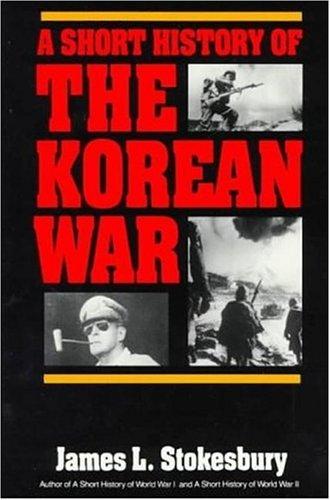 A SHORT HISTORY OF
THE
KOREAN
WAR
James L. Stokesbury
Author of A Short History of World War I and A Short History of World War II